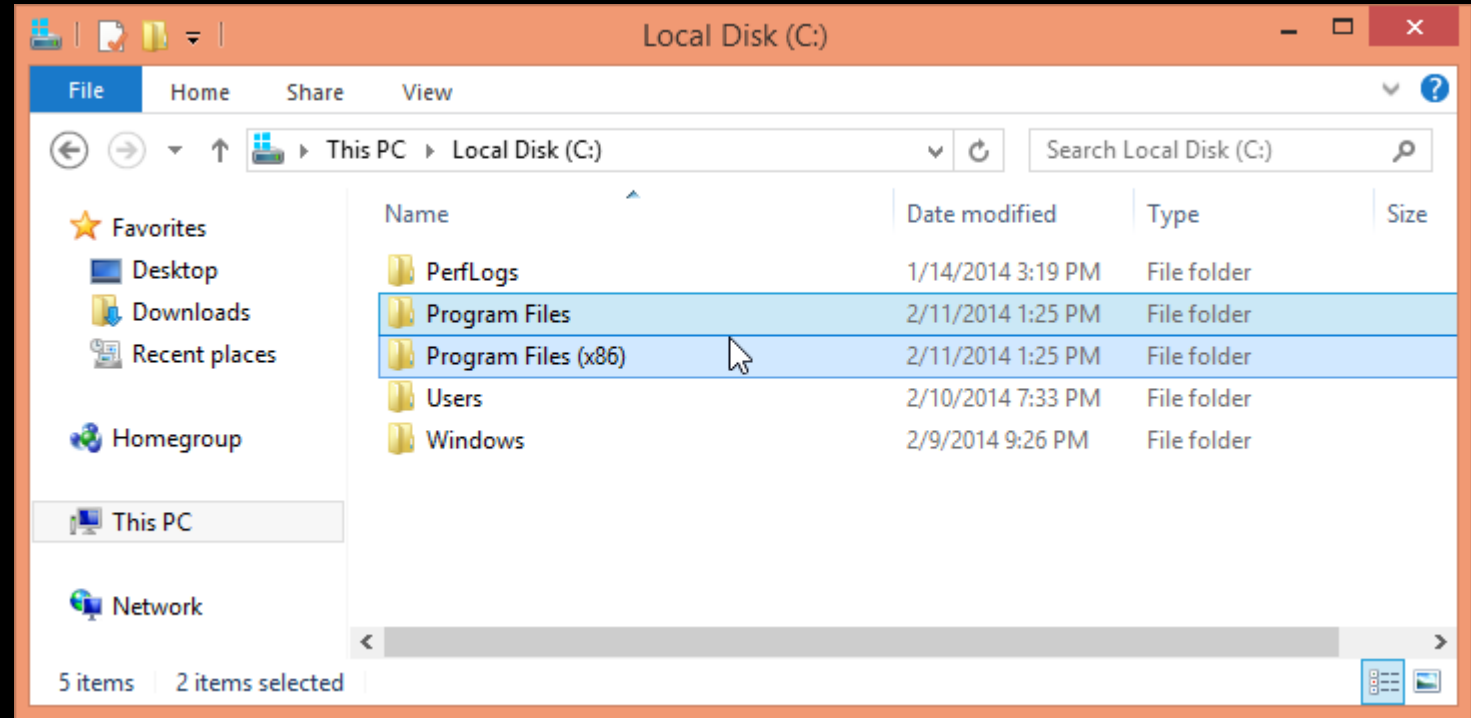 Local Disk (C:)
File Home Share View
This PC Local Disk (C:) Search Local Disk (C:)
Favorites
Desktop
Downloads
Recent places
Homegroup
This PC
Network
Name Date modified Type Size
PerfLogs 1/14/2014 3:19 PM File folder
Program Files 2/11/2014 1:25 PM File folder
Program Files (x86) 2/11/2014 1:25 PM File folder
Users 2/10/2014 7:33 PM File folder
Windows 2/9/2014 9:26 PM File folder
5 items 2 items selected